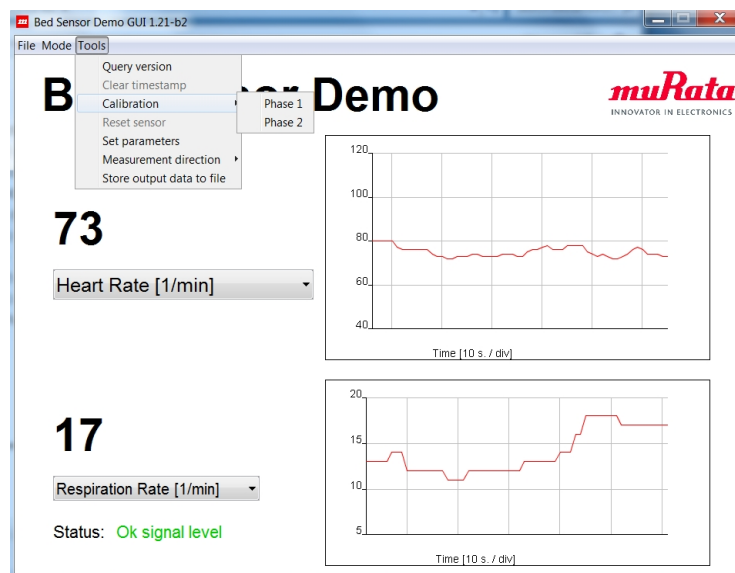 Bed Sensor Demo GUI 1.21-b2
File Mode Tools
Query version
Clear timestamp
Calibration
Phase 1
Phase 2
Reset sensor
Set parameters
Measurement direction
Store output data to file
B
or Demo
muRata
INNOVATOR IN ELECTRONICS
73
Heart Rate [1/min]
120
100
80
60
40
Time [10 s. / div]
17
Respiration Rate [1/min]
Status: Ok signal level
20
15
10
5
Time [10 s. / div]